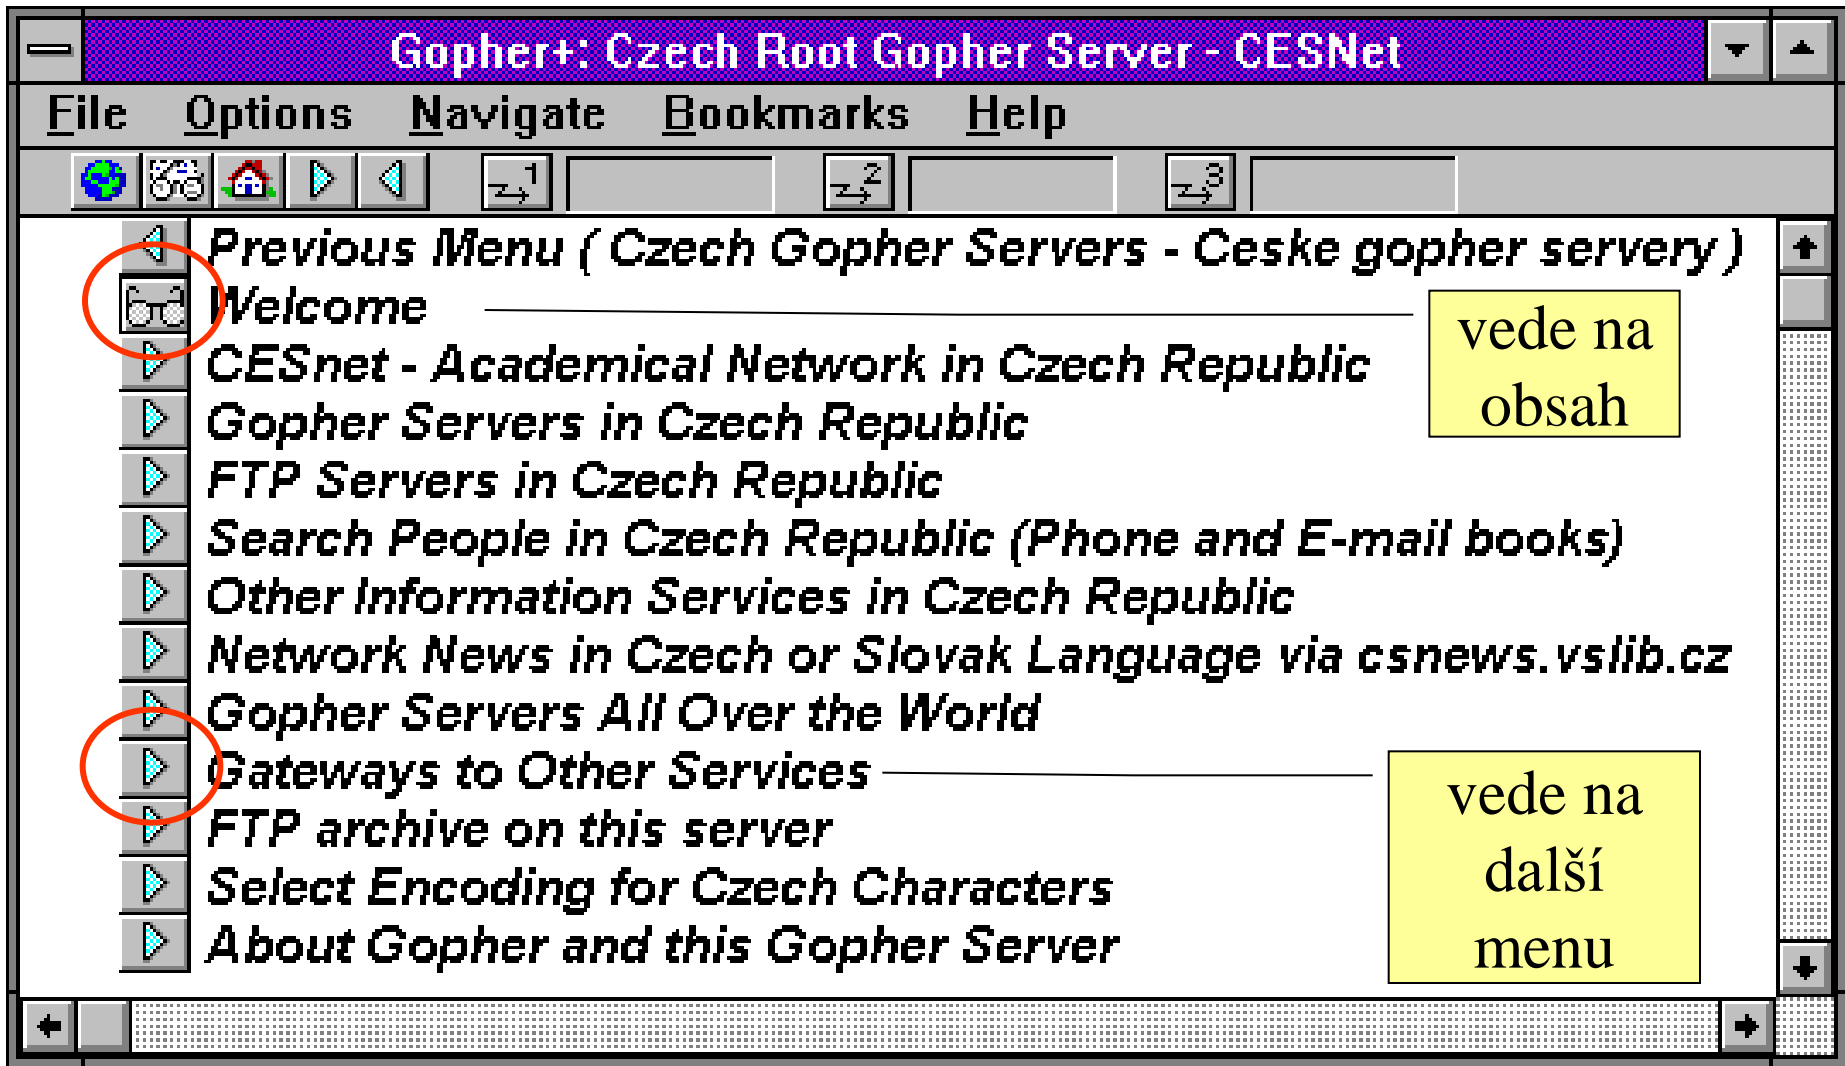 Gopher+: Czech Root Gopher Server - CESNet
File Options Navigate Bookmarks Help
1 2 3
Previous Menu ( Czech Gopher Servers - Ceske gopher servery )
Welcome
vede na
obsah
CESnet - Academical Network in Czech Republic
Gopher Servers in Czech Republic
FTP Servers in Czech Republic
Search People in Czech Republic (Phone and E-mail books)
Other Information Services in Czech Republic
Network News in Czech or Slovak Language via csnews.vslib.cz
Gopher Servers All Over the World
Gateways to Other Services
vede na
další
menu
FTP archive on this server
Select Encoding for Czech Characters
About Gopher and this Gopher Server